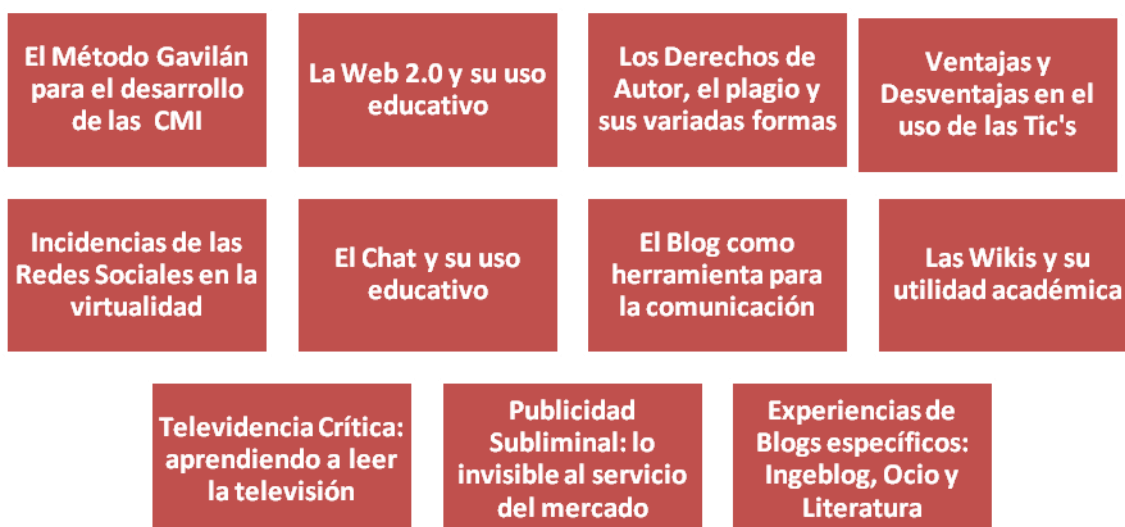 El Método Gavilán
para el desarrollo
de las CMI
La Web 2.0 y su uso
educativo
Los Derechos de
Autor, el plagio y
sus variadas formas
Ventajas y
Desventajas en el
uso de las Tic's
Incidencias de las
Redes Sociales en la
virtualidad
El Chat y su uso
educativo
El Blog como
herramienta para
la comunicación
Las Wikis y su
utilidad académica
Televidencia Crítica:
aprendiendo a leer
la televisión
Publicidad
Subliminal: lo
invisible al servicio
del mercado
Experiencias de
Blogs específicos:
Ingeblog, Ocio y
Literatura